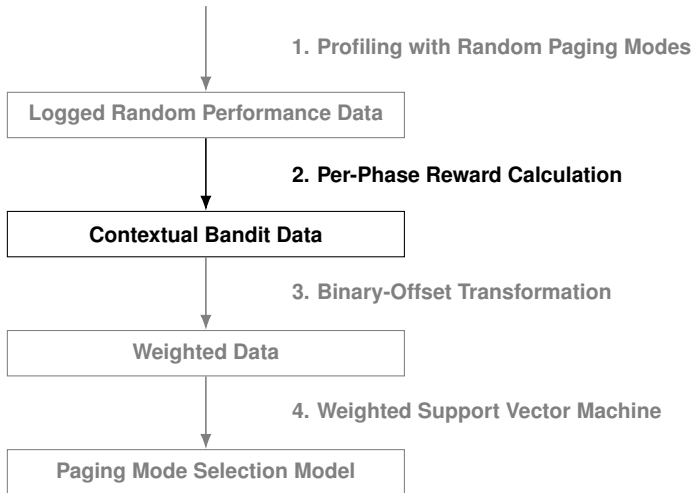 1. Profiling with Random Paging Modes
Logged Random Performance Data
2. Per-Phase Reward Calculation
Contextual Bandit Data
3. Binary-Offset Transformation
Weighted Data
4. Weighted Support Vector Machine
Paging Mode Selection Model